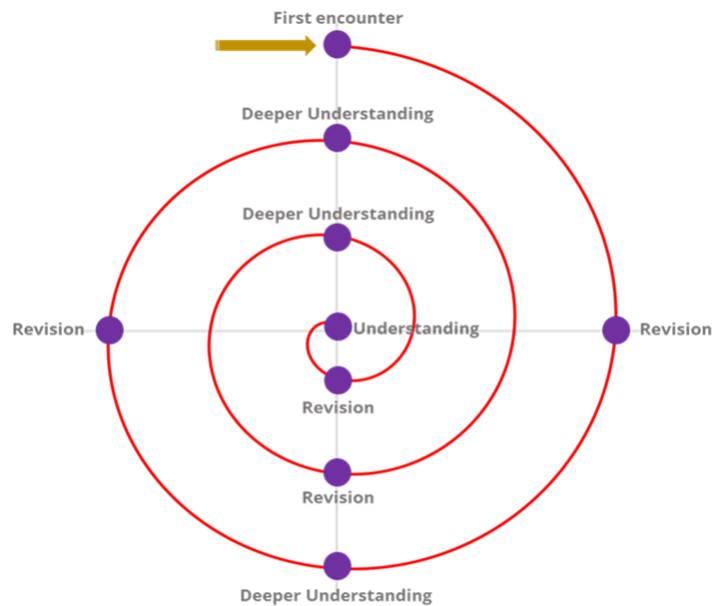 First encounter
Deeper Understanding
Deeper Understanding
Revision
Understanding
Revision
Revision
Revision
Deeper Understanding